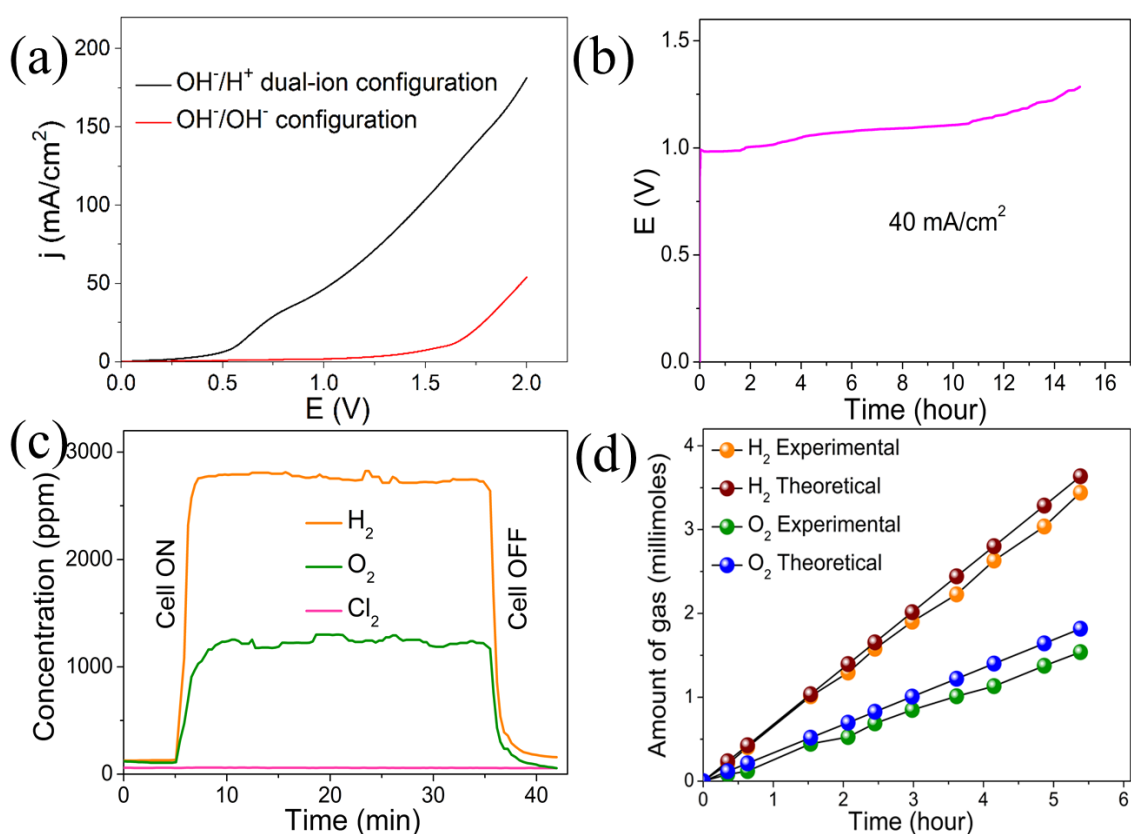 (a)
200
150
100
50
0
j (mA/cm²)
OH⁻/H⁺ dual-ion configuration
OH⁻/OH⁻ configuration
0.0 0.5 1.0 1.5 2.0
E (V)
(b)
1.5
1.0
0.5
0.0
E (V)
40 mA/cm²
0 2 4 6 8 10 12 14 16
Time (hour)
(c)
3000
2000
1000
0
Concentration (ppm)
Cell ON
H₂
O₂
Cl₂
Cell OFF
0 10 20 30 40
Time (min)
(d)
4
3
2
1
0
Amount of gas (millimoles)
H₂ Experimental
H₂ Theoretical
O₂ Experimental
O₂ Theoretical
0 1 2 3 4 5 6
Time (hour)